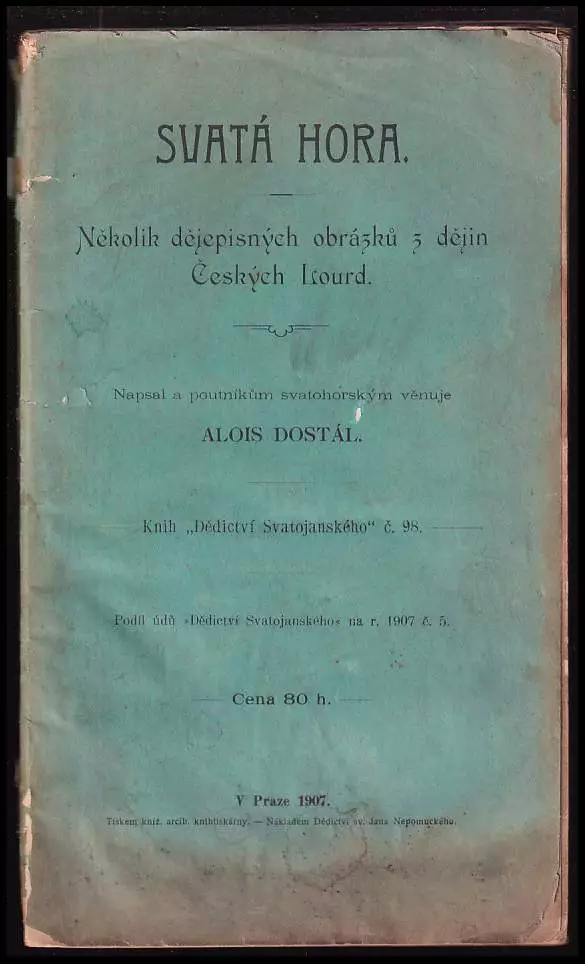 SVATÁ HORA.
Několik dějepisných obrázků z dějin
Českých Lourd.
Napsal a poutníkům svatohorským věnuje
ALOIS DOSTÁL.
Knih „Dědictví Svatojanského“ č. 98.
Podíl údů »Dědictví Svatojanského« na r. 1907 č. 5.
Cena 80 h.
V Praze 1907.
Tiskem kníž. arcib. knihtiskárny. — Nákladem Dědictví sv. Jana Nepomuckého.